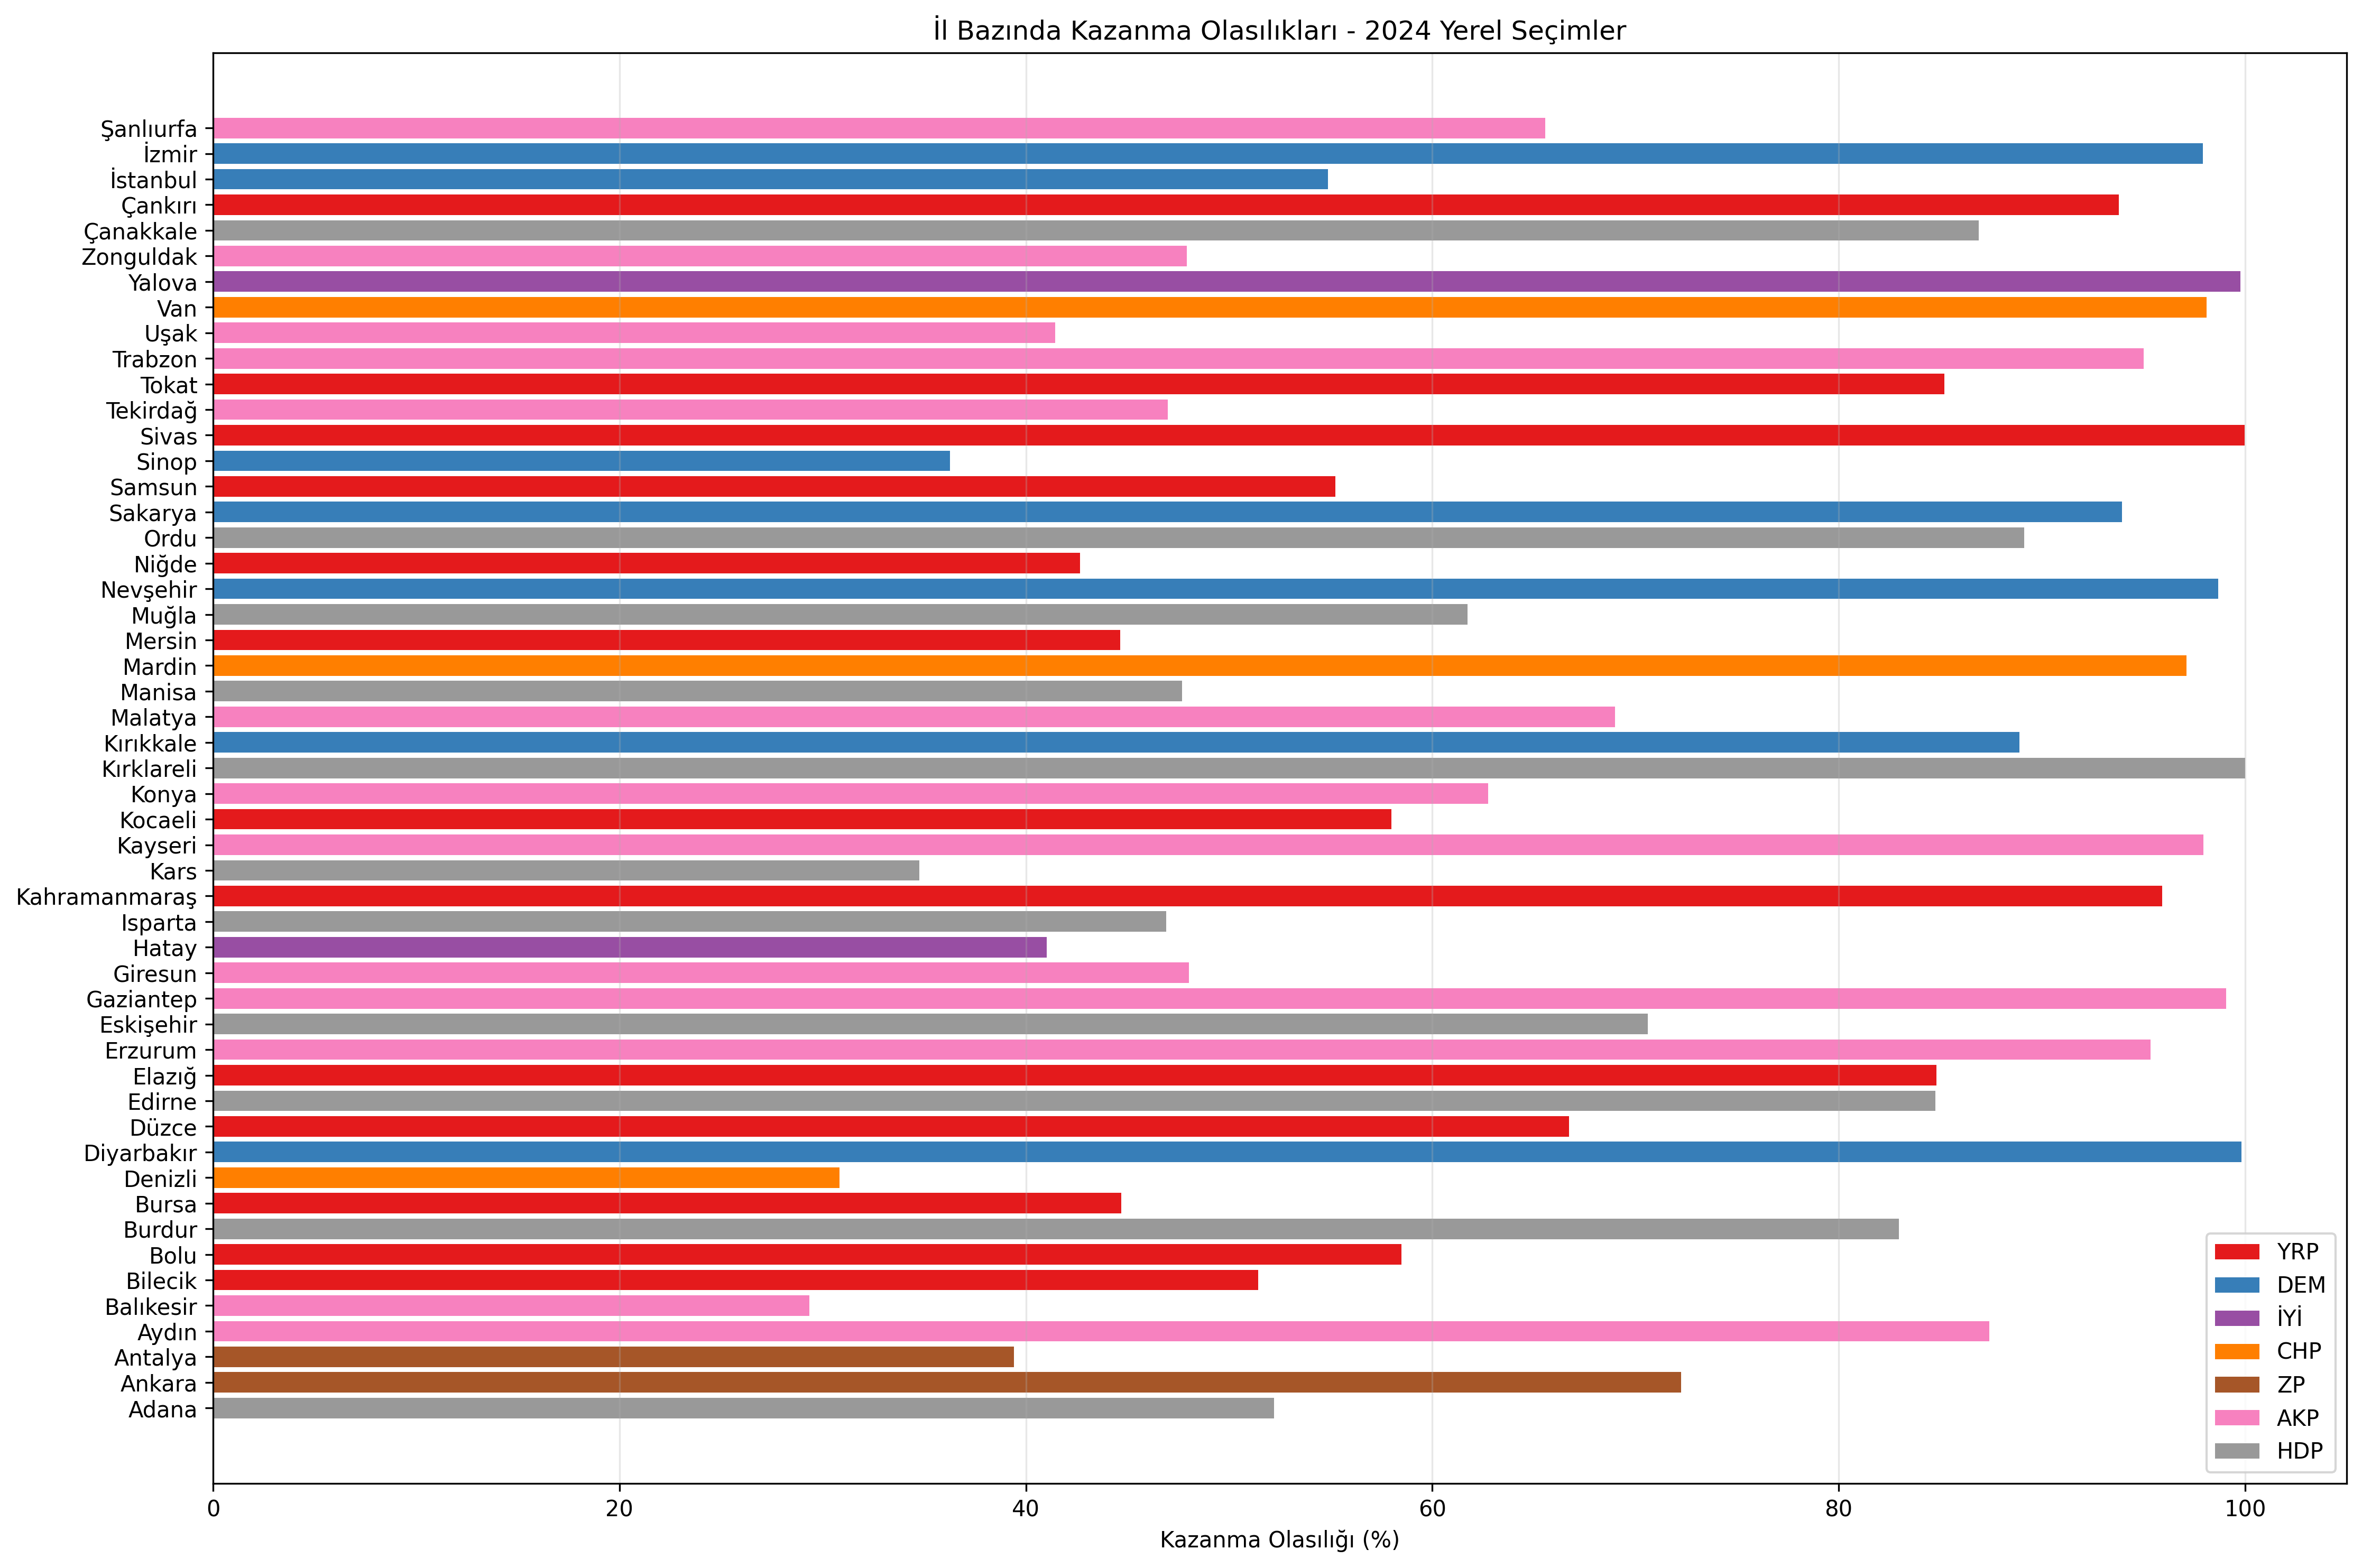 İl Bazında Kazanma Olasılıkları - 2024 Yerel Seçimler
Şanlıurfa
İzmir
İstanbul
Çankırı
Çanakkale
Zonguldak
Yalova
Van
Uşak
Trabzon
Tokat
Tekirdağ
Sivas
Sinop
Samsun
Sakarya
Ordu
Niğde
Nevşehir
Muğla
Mersin
Mardin
Manisa
Malatya
Kırıkkale
Kırklareli
Konya
Kocaeli
Kayseri
Kars
Kahramanmaraş
Isparta
Hatay
Giresun
Gaziantep
Eskişehir
Erzurum
Elazığ
Edirne
Düzce
Diyarbakır
Denizli
Bursa
Burdur
Bolu
Bilecik
Balıkesir
Aydın
Antalya
Ankara
Adana
YRP
DEM
İYİ
CHP
ZP
AKP
HDP
0 20 40 60 80 100
Kazanma Olasılığı (%)